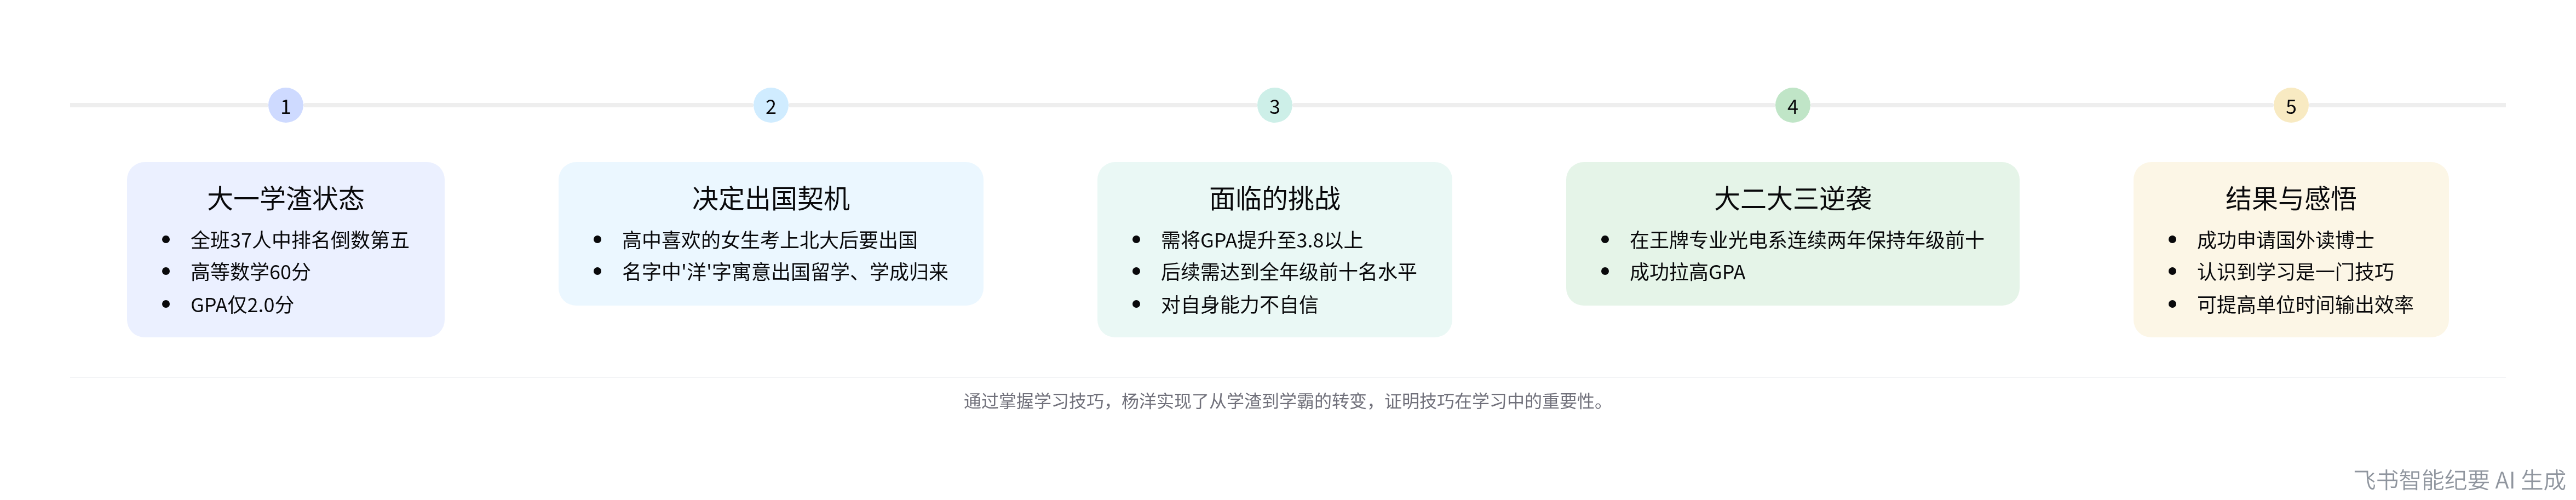 1
2
3
4
5
大一学渣状态
全班37人中排名倒数第五
高等数学60分
GPA仅2.0分
决定出国契机
高中喜欢的女生考上北大后要出国
名字中'洋'字寓意出国留学、学成归来
面临的挑战
需将GPA提升至3.8以上
后续需达到全年级前十名水平
对自身能力不自信
大二大三逆袭
在王牌专业光电系连续两年保持年级前十
成功拉高GPA
结果与感悟
成功申请国外读博士
认识到学习是一门技巧
可提高单位时间输出效率
通过掌握学习技巧，杨洋实现了从学渣到学霸的转变，证明技巧在学习中的重要性。
飞书智能纪要 AI 生成